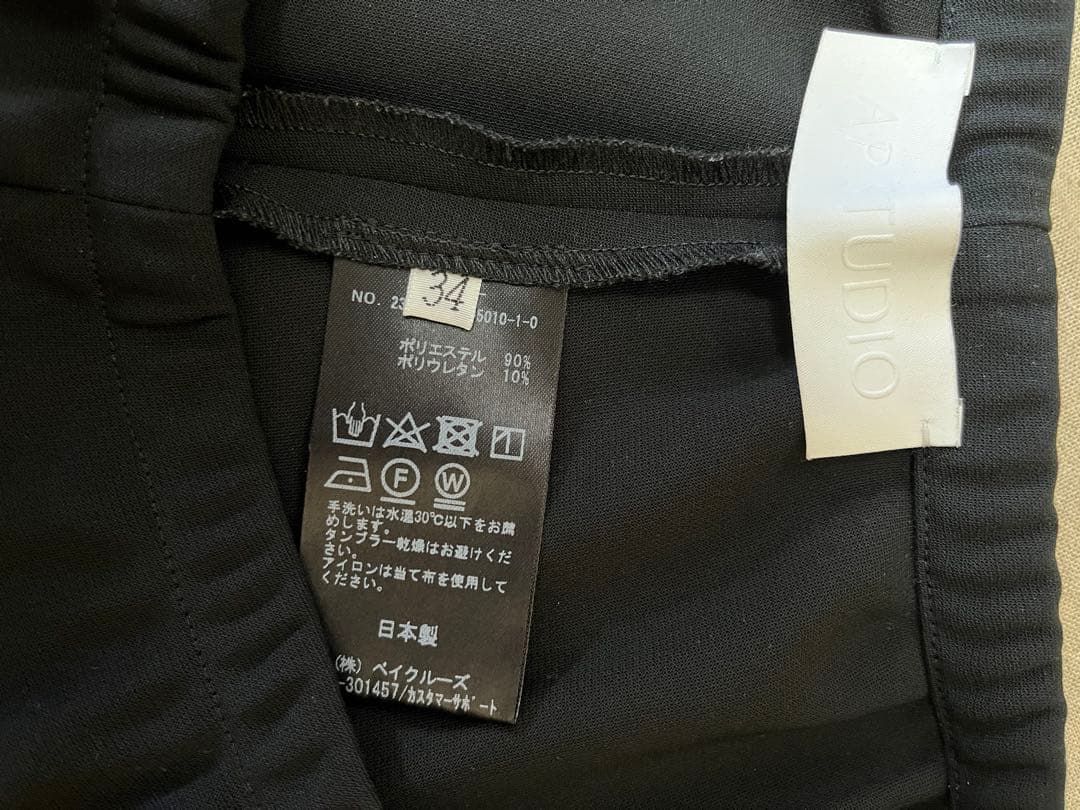 AP STUDIO
34
NO. 23 5010-1-0
ポリエステル 90%
ポリウレタン 10%
F W
手洗いは水温30℃以下をお薦
めします。
タンブラー乾燥はお避けくだ
さい。
アイロンは当て布を使用して
ください。
日本製
(株) ベイクルーズ
-301457/カスタマーサポート